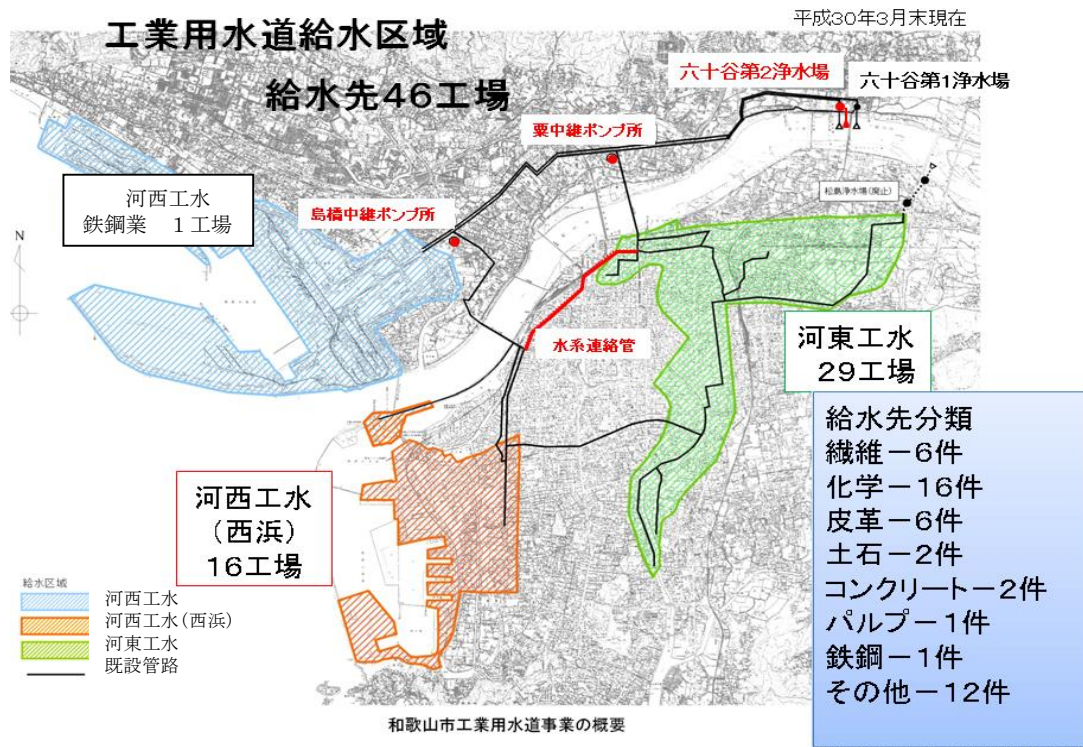 平成30年3月末現在
工業用水道給水区域
給水先46工場
六十谷第2浄水場
六十谷第1浄水場
粟中継ポンプ所
松島浄水場(廃止)
河西工水
鉄鋼業 1工場
島橋中継ポンプ所
N
水系連絡管
河東工水
29工場
給水先分類
繊維－6件
化学－16件
皮革－6件
土石－2件
コンクリート－2件
パルプ－1件
鉄鋼－1件
その他－12件
河西工水
(西浜)
16工場
給水区域
河西工水
河西工水(西浜)
河東工水
既設管路
和歌山市工業用水道事業の概要